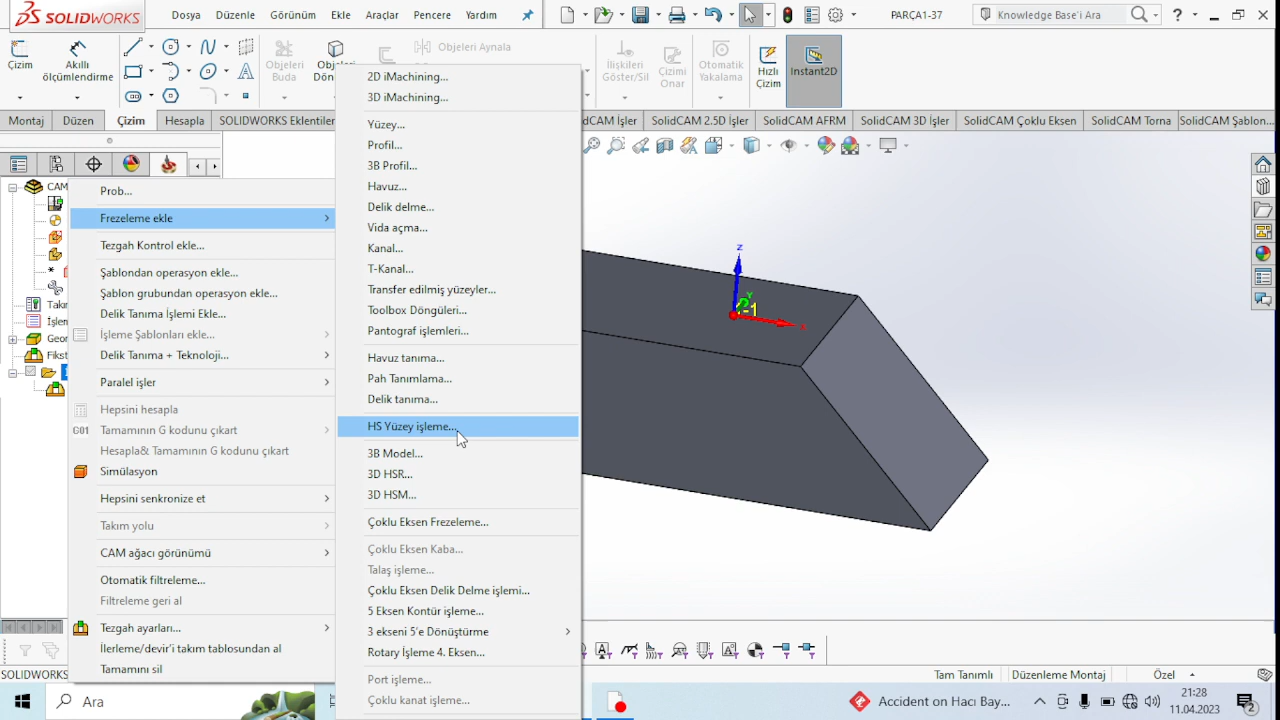 SOLIDWORKS
Dosya Düzenle Görünüm Ekle Araçlar Pencere Yardım
PARÇA1-37
Knowledge Base'i Ara
Çizim
Akıllı ölçümlendirme
Objeleri Buda
Objeleri Aynala
İlişkileri Göster/Sil
Çizimi Onar
Otomatik Yakalama
Hızlı Çizim
Instant2D
Montaj Düzen Çizim Hesapla SOLIDWORKS Eklentiler
SolidCAM 2.5D İşler SolidCAM AFRM SolidCAM 3D İşler SolidCAM Çoklu Eksen SolidCAM Torna SolidCAM Şablon...
CAM
Prob...
Frezeleme ekle
Tezgah Kontrol ekle...
Şablondan operasyon ekle...
Şablon grubundan operasyon ekle...
Delik Tanıma İşlemi Ekle...
İşleme Şablonları ekle...
Delik Tanıma + Teknoloji...
Paralel işler
Hepsini hesapla
G01 Tamamının G kodunu çıkart
Hesapla& Tamamının G kodunu çıkart
Simülasyon
Hepsini senkronize et
Takım yolu
CAM ağacı görünümü
Otomatik filtreleme...
Filtreleme geri al
Tezgah ayarları...
İlerleme/devir'i takım tablosundan al
Tamamını sil
2D iMachining...
3D iMachining...
Yüzey...
Profil...
3B Profil...
Havuz...
Delik delme...
Vida açma...
Kanal...
T-Kanal...
Transfer edilmiş yüzeyler...
Toolbox Döngüleri...
Pantograf işlemleri...
Havuz tanıma...
Pah Tanımlama...
Delik tanıma...
HS Yüzey işleme...
3B Model...
3D HSR...
3D HSM...
Çoklu Eksen Frezeleme...
Çoklu Eksen Kaba...
Talaş işleme...
Çoklu Eksen Delik Delme işlemi...
5 Eksen Kontür işleme...
3 ekseni 5'e Dönüştürme
Rotary İşleme 4. Eksen...
Port işleme...
Çoklu kanat işleme...
Z
Y
X
SOLIDWORKS
Tam Tanımlı Düzenleme Montaj Özel
Ara
Accident on Hacı Bay...
21:28
11.04.2023
2